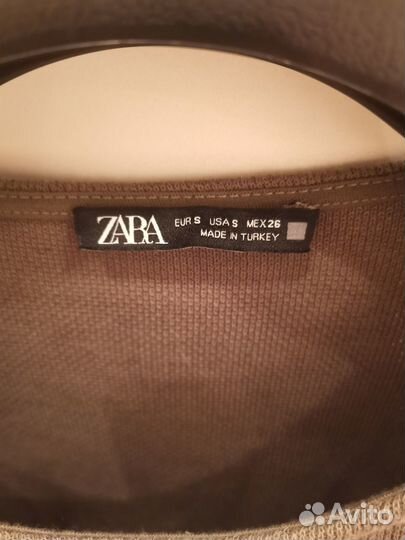 ZARA
EUR S USA S MEX 26
MADE IN TURKEY
Avito